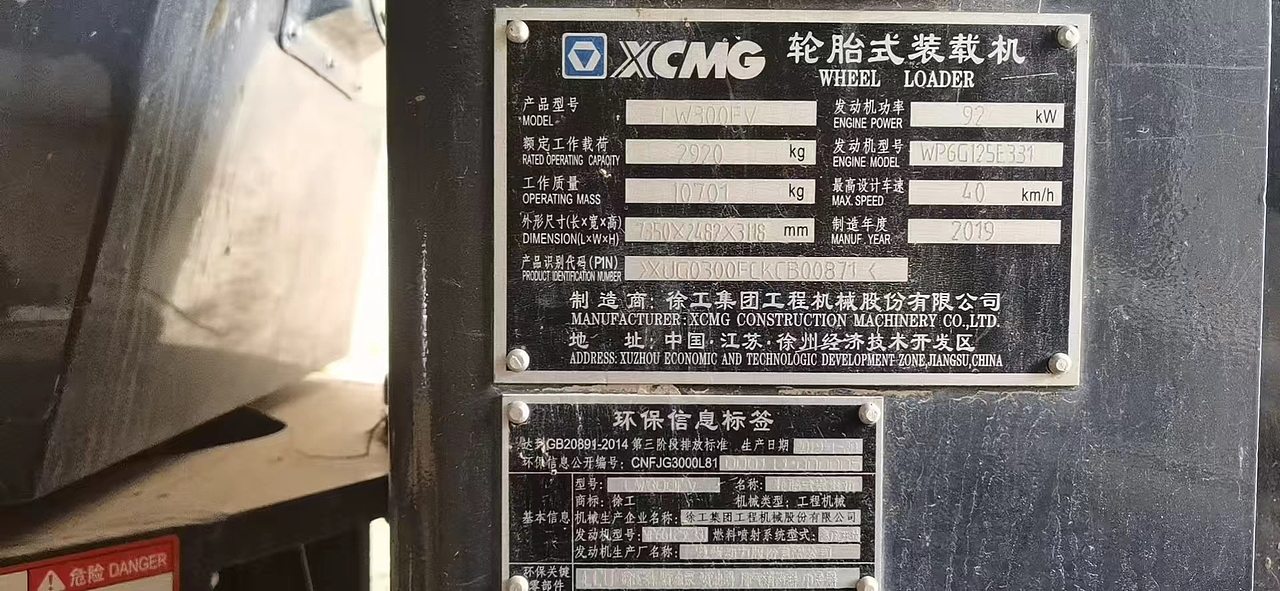 XCMG 轮胎式装载机
WHEEL LOADER
产品型号 LW300FV 发动机功率 92 kW
MODEL ENGINE POWER
额定工作载荷 2920 kg 发动机型号 WP6G125E331
RATED OPERATING CAPACITY ENGINE MODEL
工作质量 10701 kg 最高设计车速 40 km/h
OPERATING MASS MAX. SPEED
外形尺寸(长×宽×高) 7350×2482×3118 mm 制造年度 2019
DIMENSION(L×W×H) MANUF. YEAR
产品识别代码(PIN)
PRODUCT IDENTIFICATION NUMBER
制造商:徐工集团工程机械股份有限公司
MANUFACTURER:XCMG CONSTRUCTION MACHINERY CO.,LTD.
地 址:中国·江苏·徐州经济技术开发区
ADDRESS: XUZHOU ECONOMIC AND TECHNOLOGIC DEVELOPMENT ZONE,JIANGSU,CHINA
环保信息标签
达到GB20891-2014 第三阶段排放标准 生产日期
环保信息公开编号:CNFJG3000L81
型号: LW300FV 名称:
商标:徐工 机械类型:工程机械
基本信息 机械生产企业名称:徐工集团工程机械股份有限公司
发动机型号: 燃料喷射系统型式:
发动机生产厂名称:
环保关键
零部件
危险 DANGER